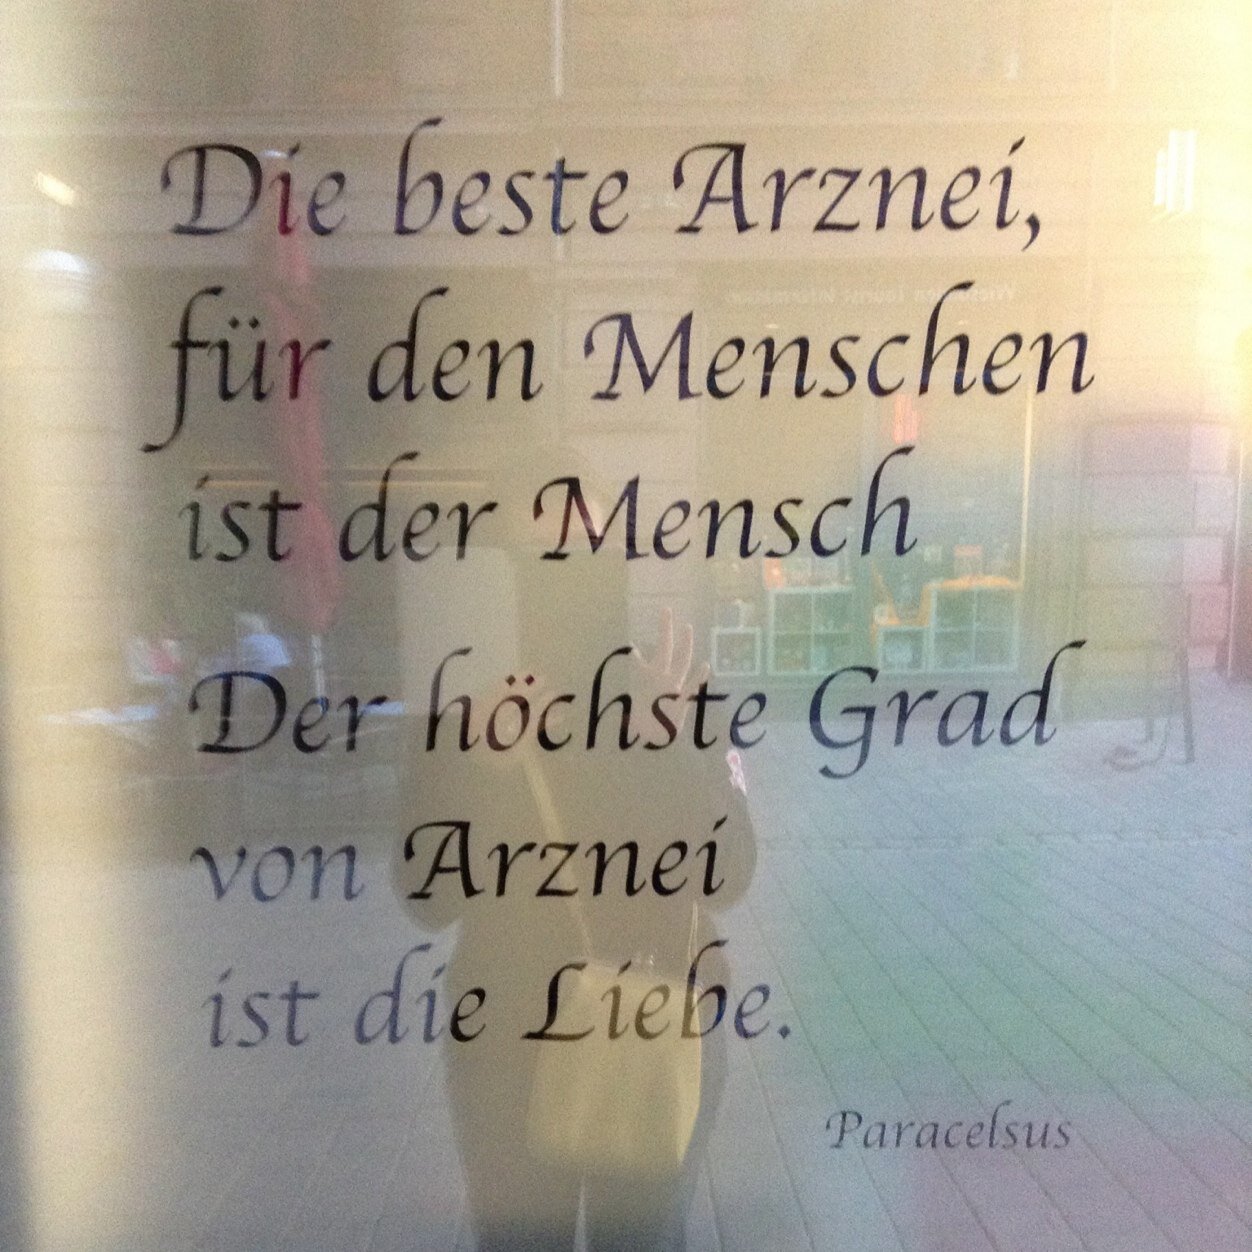 Die beste Arznei,
für den Menschen
ist der Mensch
Der höchste Grad
von Arznei
ist die Liebe.
Paracelsus